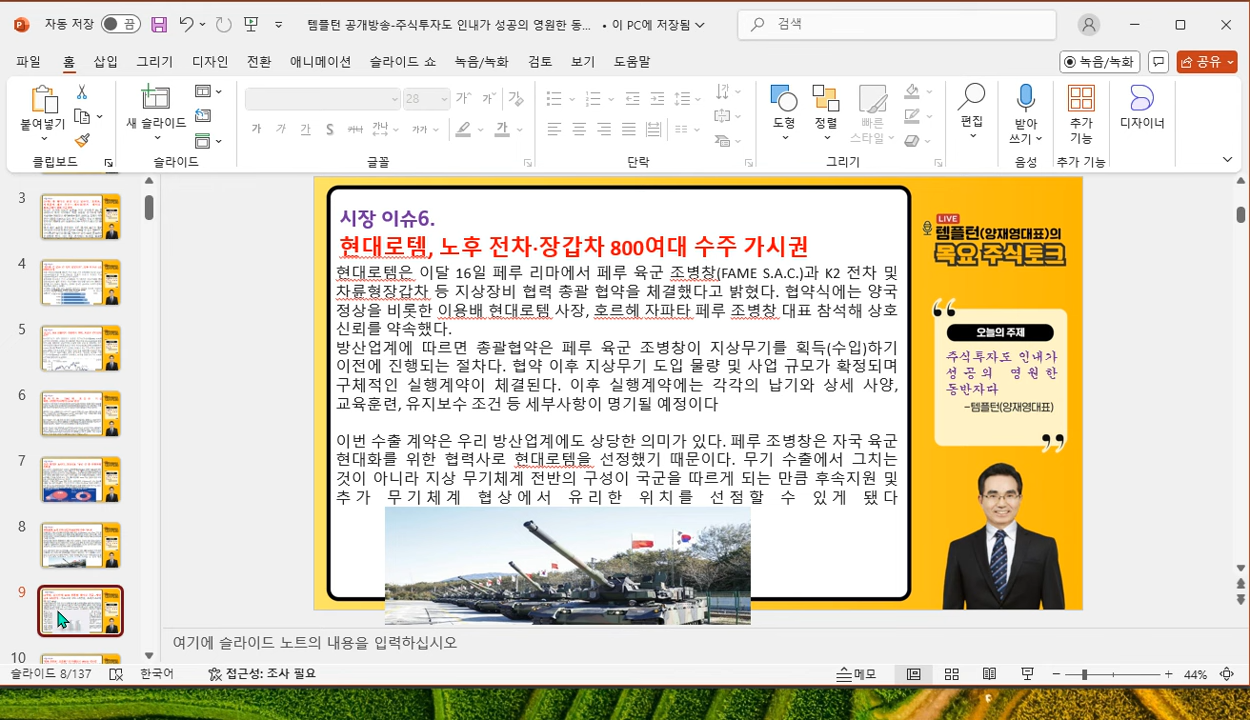 자동 저장 끔 템플턴 공개방송-주식투자도 인내가 성공의 영원한 동... • 이 PC에 저장됨 검색
파일 홈 삽입 그리기 디자인 전환 애니메이션 슬라이드 쇼 녹음/녹화 검토 보기 도움말 녹음/녹화 공유
붙여넣기 새 슬라이드 28 가 가 가 가 가 S 가나 가가 가 도형 정렬 빠른 스타일 편집 받아쓰기 추가 기능 디자이너
클립보드 슬라이드 글꼴 단락 그리기 음성 추가 기능
3
4
5
6
7
8
9
10
시장 이슈6.
현대로템, 노후 전차·장갑차 800여대 수주 가시권
현대로템은 이달 16일 페루 리마에서 페루 육군 조병창(FAME S.A.C.)과 K2 전차 및
차륜형장갑차 등 지상장비 협력 총괄 협약을 체결했다고 밝혔다. 협약식에는 양국
정상을 비롯한 이용배 현대로템 사장, 호르헤 자파타 페루 조병창 대표 참석해 상호
신뢰를 약속했다.
방산업계에 따르면 총괄협약은 페루 육군 조병창이 지상무기를 획득(수입)하기
이전에 진행되는 절차다. 협약 이후 지상무기 도입 물량 및 사업 규모가 확정되며
구체적인 실행계약이 체결된다. 이후 실행계약에는 각각의 납기와 상세 사양,
교육훈련, 유지보수 조건 등 세부사항이 명기될 예정이다
이번 수출 계약은 우리 방산업계에도 상당한 의미가 있다. 페루 조병창은 자국 육군
현대화를 위한 협력사로 현대로템을 선정했기 때문이다. 무기 수출에서 그치는
것이 아니라 지상 무기체계 전반의 구성이 국군을 따르게 되는 만큼 후속지원 및
추가 무기체계 협상에서 유리한 위치를 선점할 수 있게 됐다
LIVE
템플턴(양재영대표)의
목요 주식토크
오늘의 주제
주식투자도 인내가
성공의 영원한
동반자다
-템플턴(양재영대표)
여기에 슬라이드 노트의 내용을 입력하십시오
슬라이드 8/137 한국어 접근성: 조사 필요 메모 44%